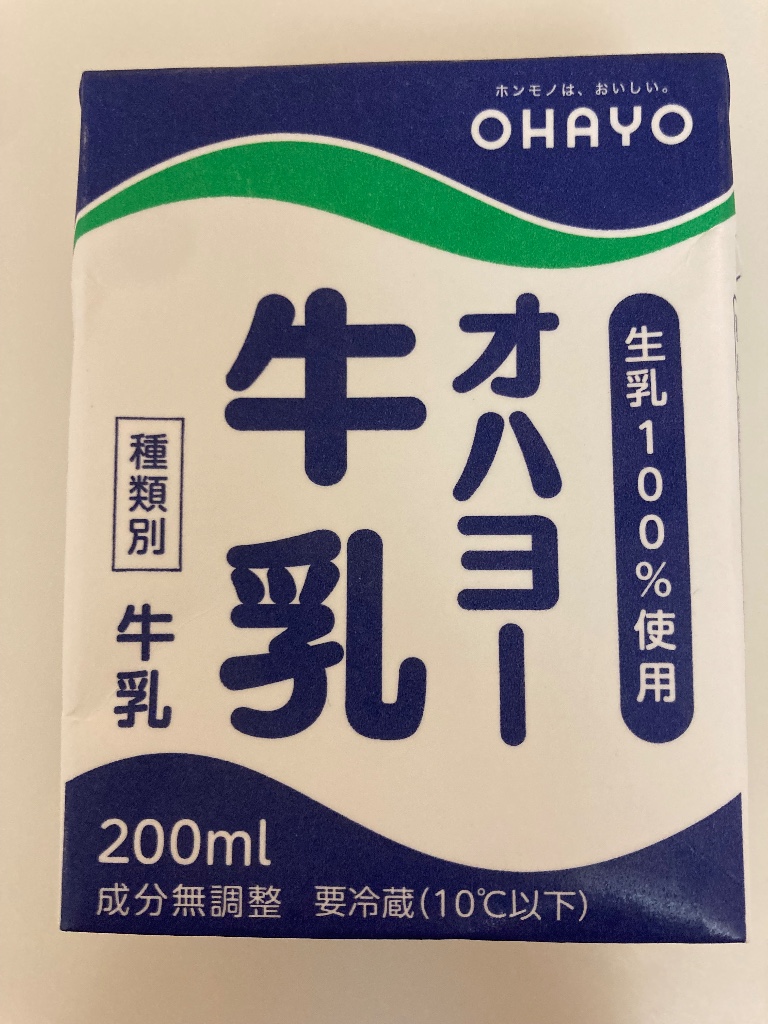 ホンモノは、おいしい。
OHAYO
生乳100%使用
オハヨー
牛乳
種類別 牛乳
200ml
成分無調整 要冷蔵(10℃以下)